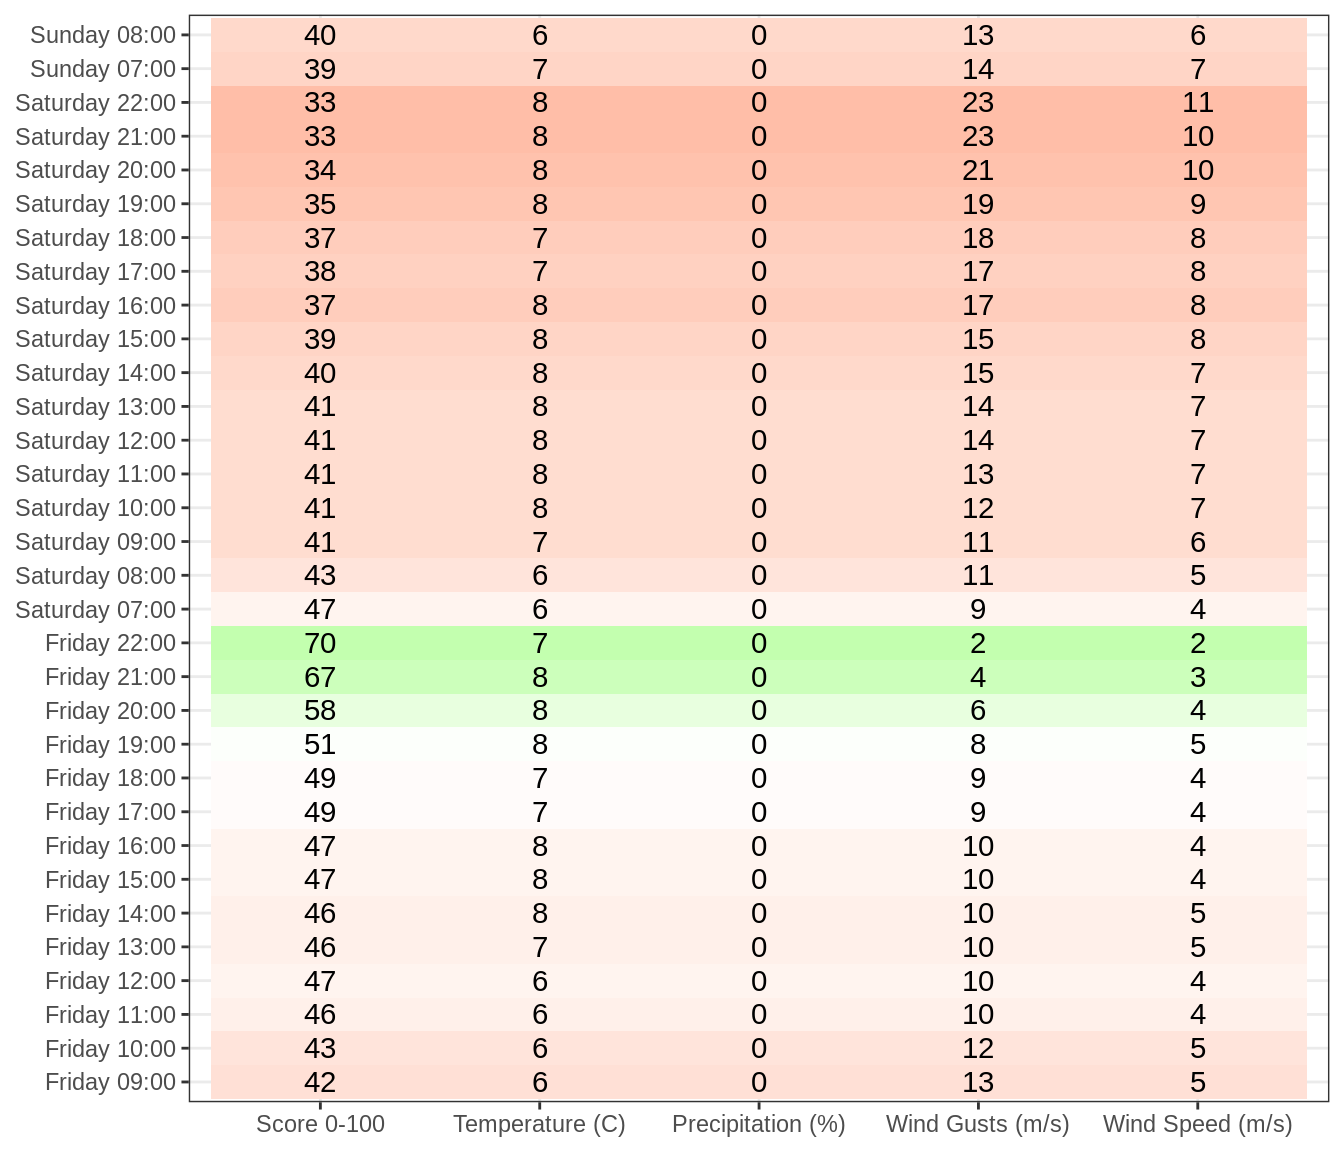 Sunday 08:00 40 6 0 13 6
Sunday 07:00 39 7 0 14 7
Saturday 22:00 33 8 0 23 11
Saturday 21:00 33 8 0 23 10
Saturday 20:00 34 8 0 21 10
Saturday 19:00 35 8 0 19 9
Saturday 18:00 37 7 0 18 8
Saturday 17:00 38 7 0 17 8
Saturday 16:00 37 8 0 17 8
Saturday 15:00 39 8 0 15 8
Saturday 14:00 40 8 0 15 7
Saturday 13:00 41 8 0 14 7
Saturday 12:00 41 8 0 14 7
Saturday 11:00 41 8 0 13 7
Saturday 10:00 41 8 0 12 7
Saturday 09:00 41 7 0 11 6
Saturday 08:00 43 6 0 11 5
Saturday 07:00 47 6 0 9 4
Friday 22:00 70 7 0 2 2
Friday 21:00 67 8 0 4 3
Friday 20:00 58 8 0 6 4
Friday 19:00 51 8 0 8 5
Friday 18:00 49 7 0 9 4
Friday 17:00 49 7 0 9 4
Friday 16:00 47 8 0 10 4
Friday 15:00 47 8 0 10 4
Friday 14:00 46 8 0 10 5
Friday 13:00 46 7 0 10 5
Friday 12:00 47 6 0 10 4
Friday 11:00 46 6 0 10 4
Friday 10:00 43 6 0 12 5
Friday 09:00 42 6 0 13 5
Score 0-100 Temperature (C) Precipitation (%) Wind Gusts (m/s) Wind Speed (m/s)